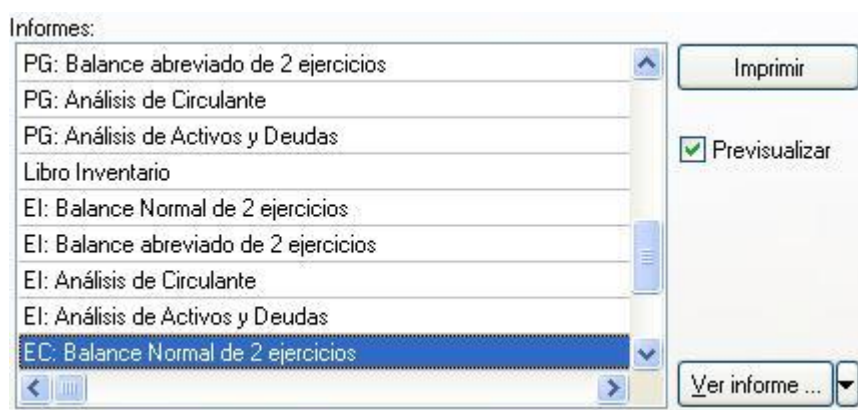 Informes:
PG: Balance abreviado de 2 ejercicios
PG: Análisis de Circulante
PG: Análisis de Activos y Deudas
Libro Inventario
EI: Balance Normal de 2 ejercicios
EI: Balance abreviado de 2 ejercicios
EI: Análisis de Circulante
EI: Análisis de Activos y Deudas
EC: Balance Normal de 2 ejercicios
Imprimir
Previsualizar
Ver informe ...